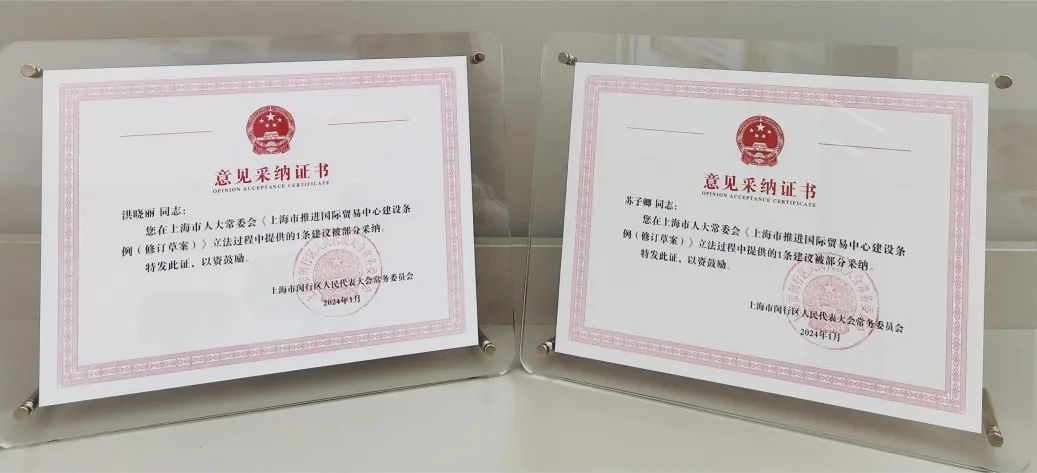 意见采纳证书
OPINION ACCEPTANCE CERTIFICATE
洪晓丽 同志：
您在上海市人大常委会《上海市推进国际贸易中心建设条
例（修订草案）》立法过程中提供的1条建议被部分采纳。
特发此证，以资鼓励。
上海市闵行区人民代表大会常务委员会
2024年1月
意见采纳证书
OPINION ACCEPTANCE CERTIFICATE
苏子卿 同志：
您在上海市人大常委会《上海市推进国际贸易中心建设条
例（修订草案）》立法过程中提供的1条建议被部分采纳。
特发此证，以资鼓励。
上海市闵行区人民代表大会常务委员会
2024年1月